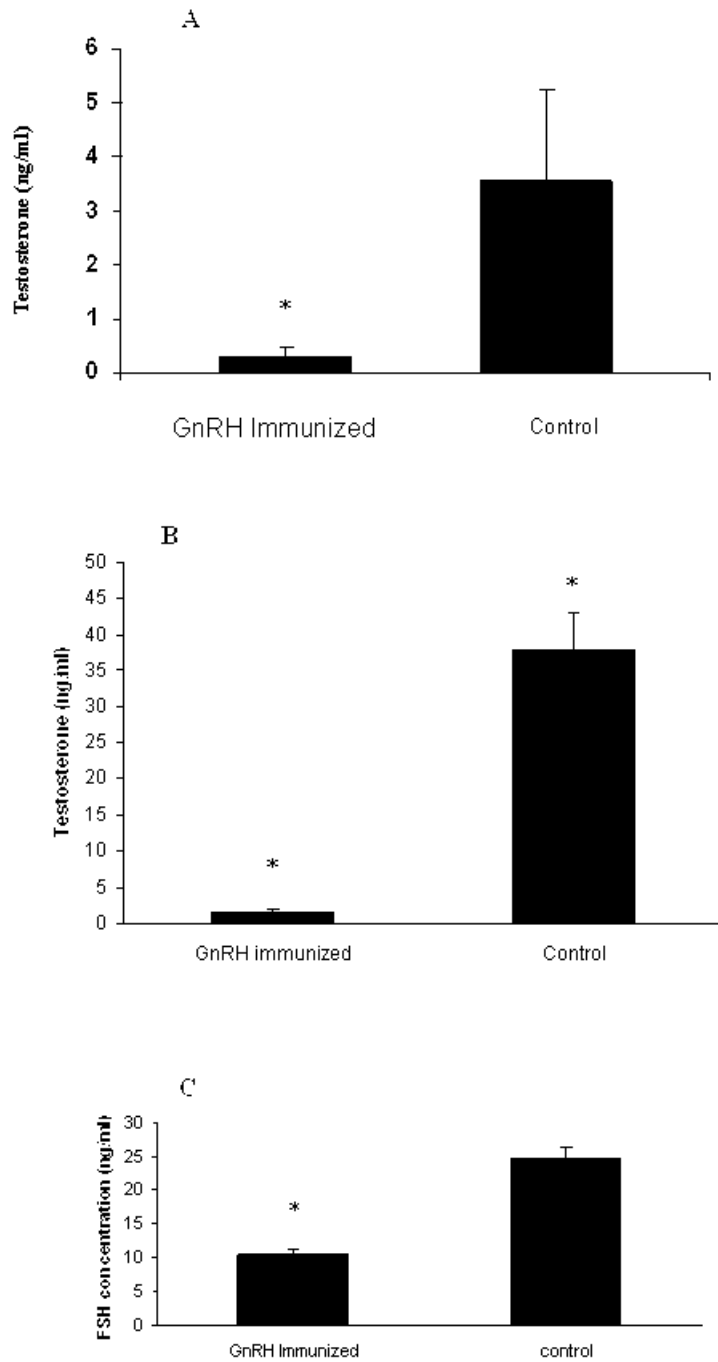 A
6
5
4
3
2
1
0
Testosterone (ng/ml)
*
GnRH Immunized
Control
B
50
45
40
35
30
25
20
15
10
5
0
Testosterone (ng.ml)
*
*
GnRH immunized
Control
C
30
25
20
15
10
5
0
FSH concentration (ng/ml)
*
GnRH Immunized
control